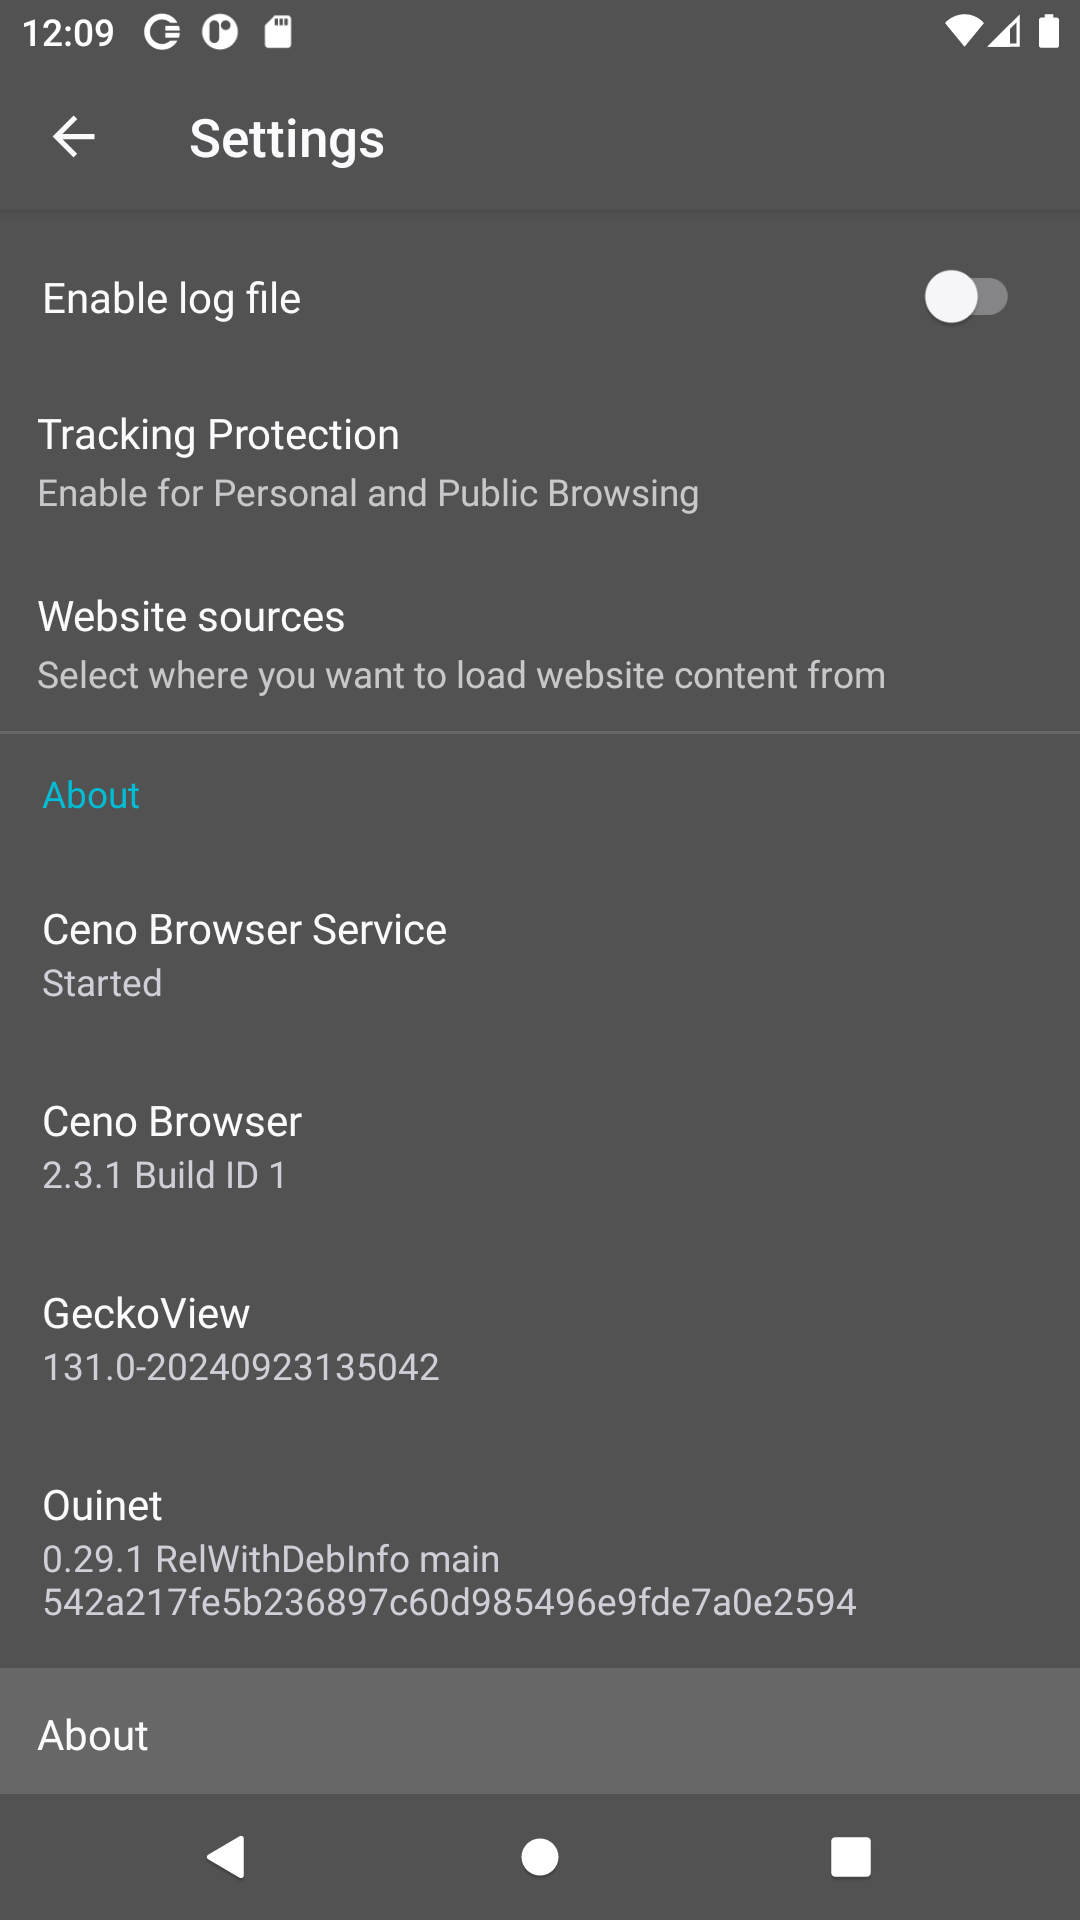 12:09
Settings
Enable log file
Tracking Protection
Enable for Personal and Public Browsing
Website sources
Select where you want to load website content from
About
Ceno Browser Service
Started
Ceno Browser
2.3.1 Build ID 1
GeckoView
131.0-20240923135042
Ouinet
0.29.1 RelWithDebInfo main
542a217fe5b236897c60d985496e9fde7a0e2594
About